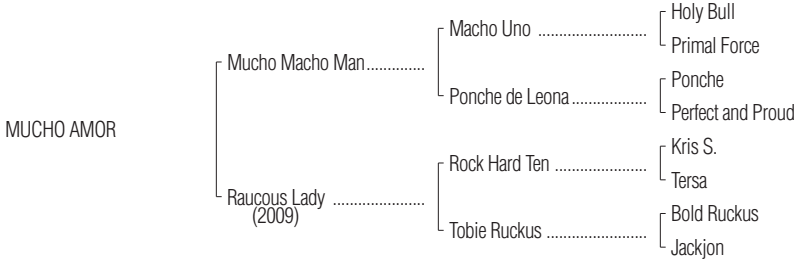 Holy Bull
Macho Uno ..........................
Primal Force
Mucho Macho Man..............
Ponche
Ponche de Leona..................
Perfect and Proud
MUCHO AMOR
Kris S.
Rock Hard Ten ......................
Tersa
Raucous Lady ......................
(2009)
Bold Ruckus
Tobie Ruckus ........................
Jackjon